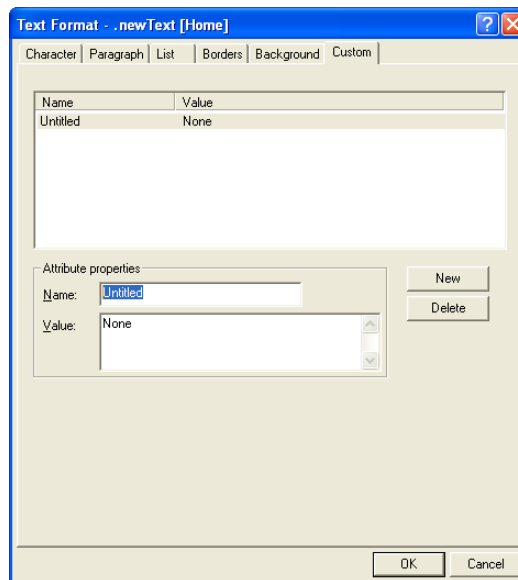 Text Format - .newText [Home]
Character Paragraph List Borders Background Custom
Name Value
Untitled None
Attribute properties
Name: Untitled
Value: None
New
Delete
OK Cancel